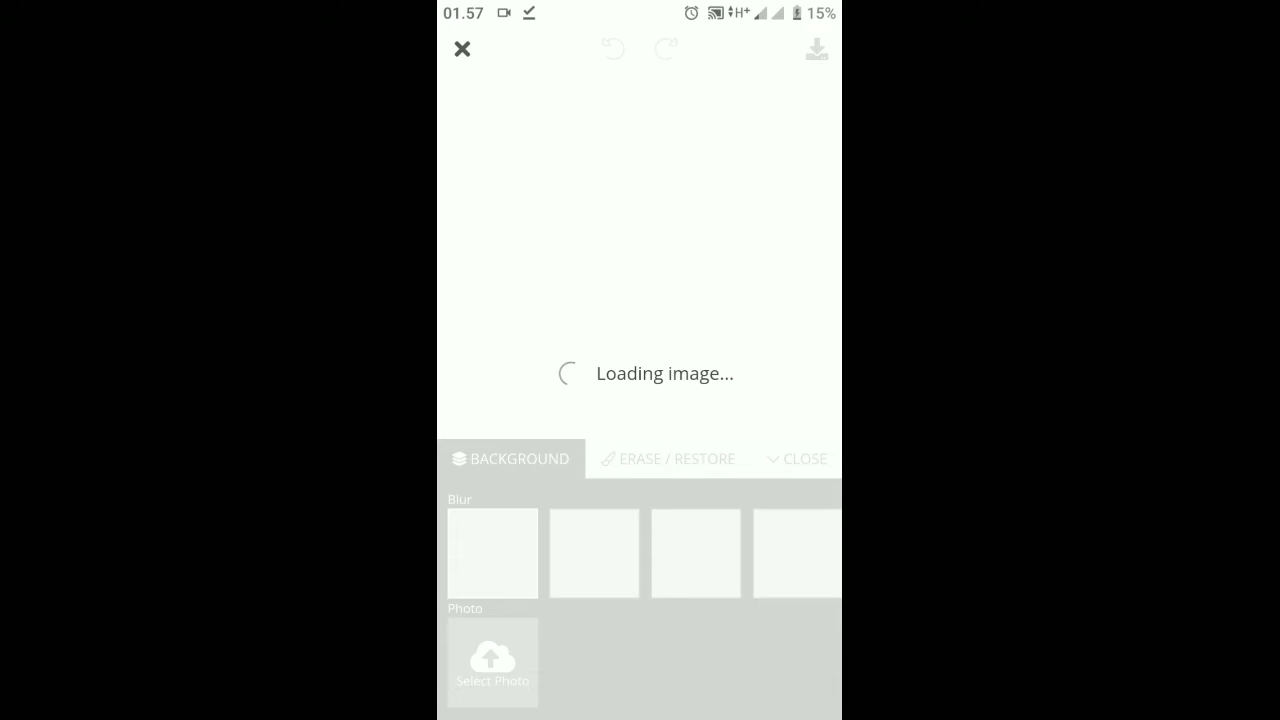 01.57 H+ 15%
Loading image...
BACKGROUND ERASE / RESTORE CLOSE
Blur
Photo
Select Photo